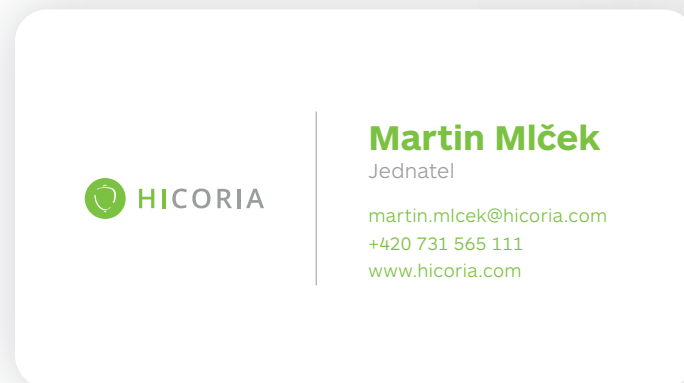 HICORIA
Martin Mlček
Jednatel
martin.mlcek@hicoria.com
+420 731 565 111
www.hicoria.com